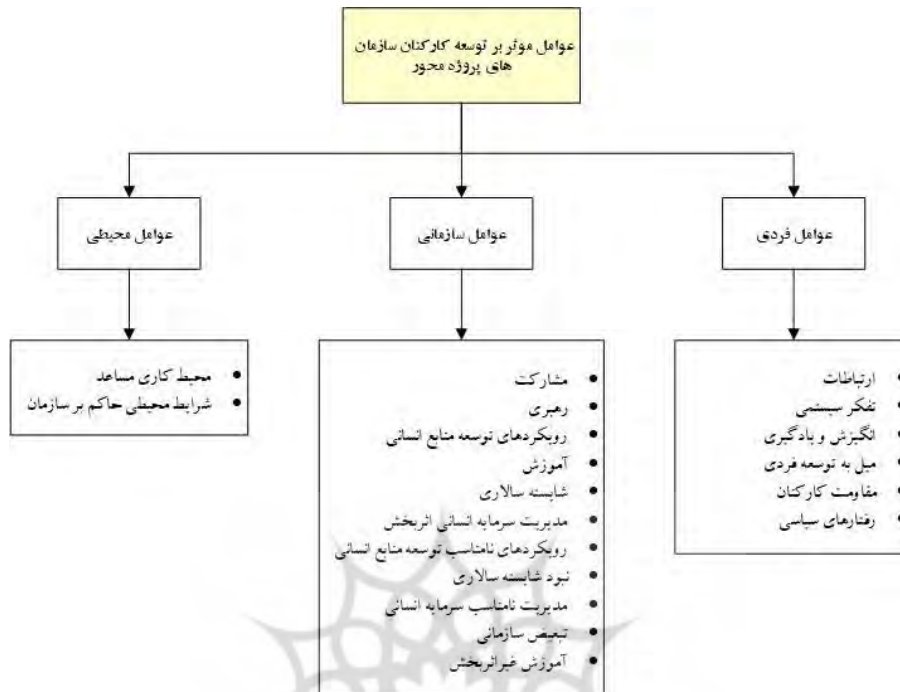 عوامل موثر بر توسعه کارکنان سازمان
های پروژه محور
عوامل فردی
عوامل سازمانی
عوامل محیطی
• ارتباطات
• تفکر سیستمی
• انگیزش و یادگیری
• میل به توسعه فردی
• مقاومت کارکنان
• رفتارهای سیاسی
• مشارکت
• رهبری
• رویکردهای توسعه منابع انسانی
• آموزش
• شایسته سالاری
• مدیریت سرمایه انسانی اثربخش
• رویکردهای نامناسب توسعه منابع انسانی
• نبود شایسته سالاری
• مدیریت نامناسب سرمایه انسانی
• تبعیض سازمانی
• آموزش غیراثربخش
• محیط کاری مساعد
• شرایط محیطی حاکم بر سازمان